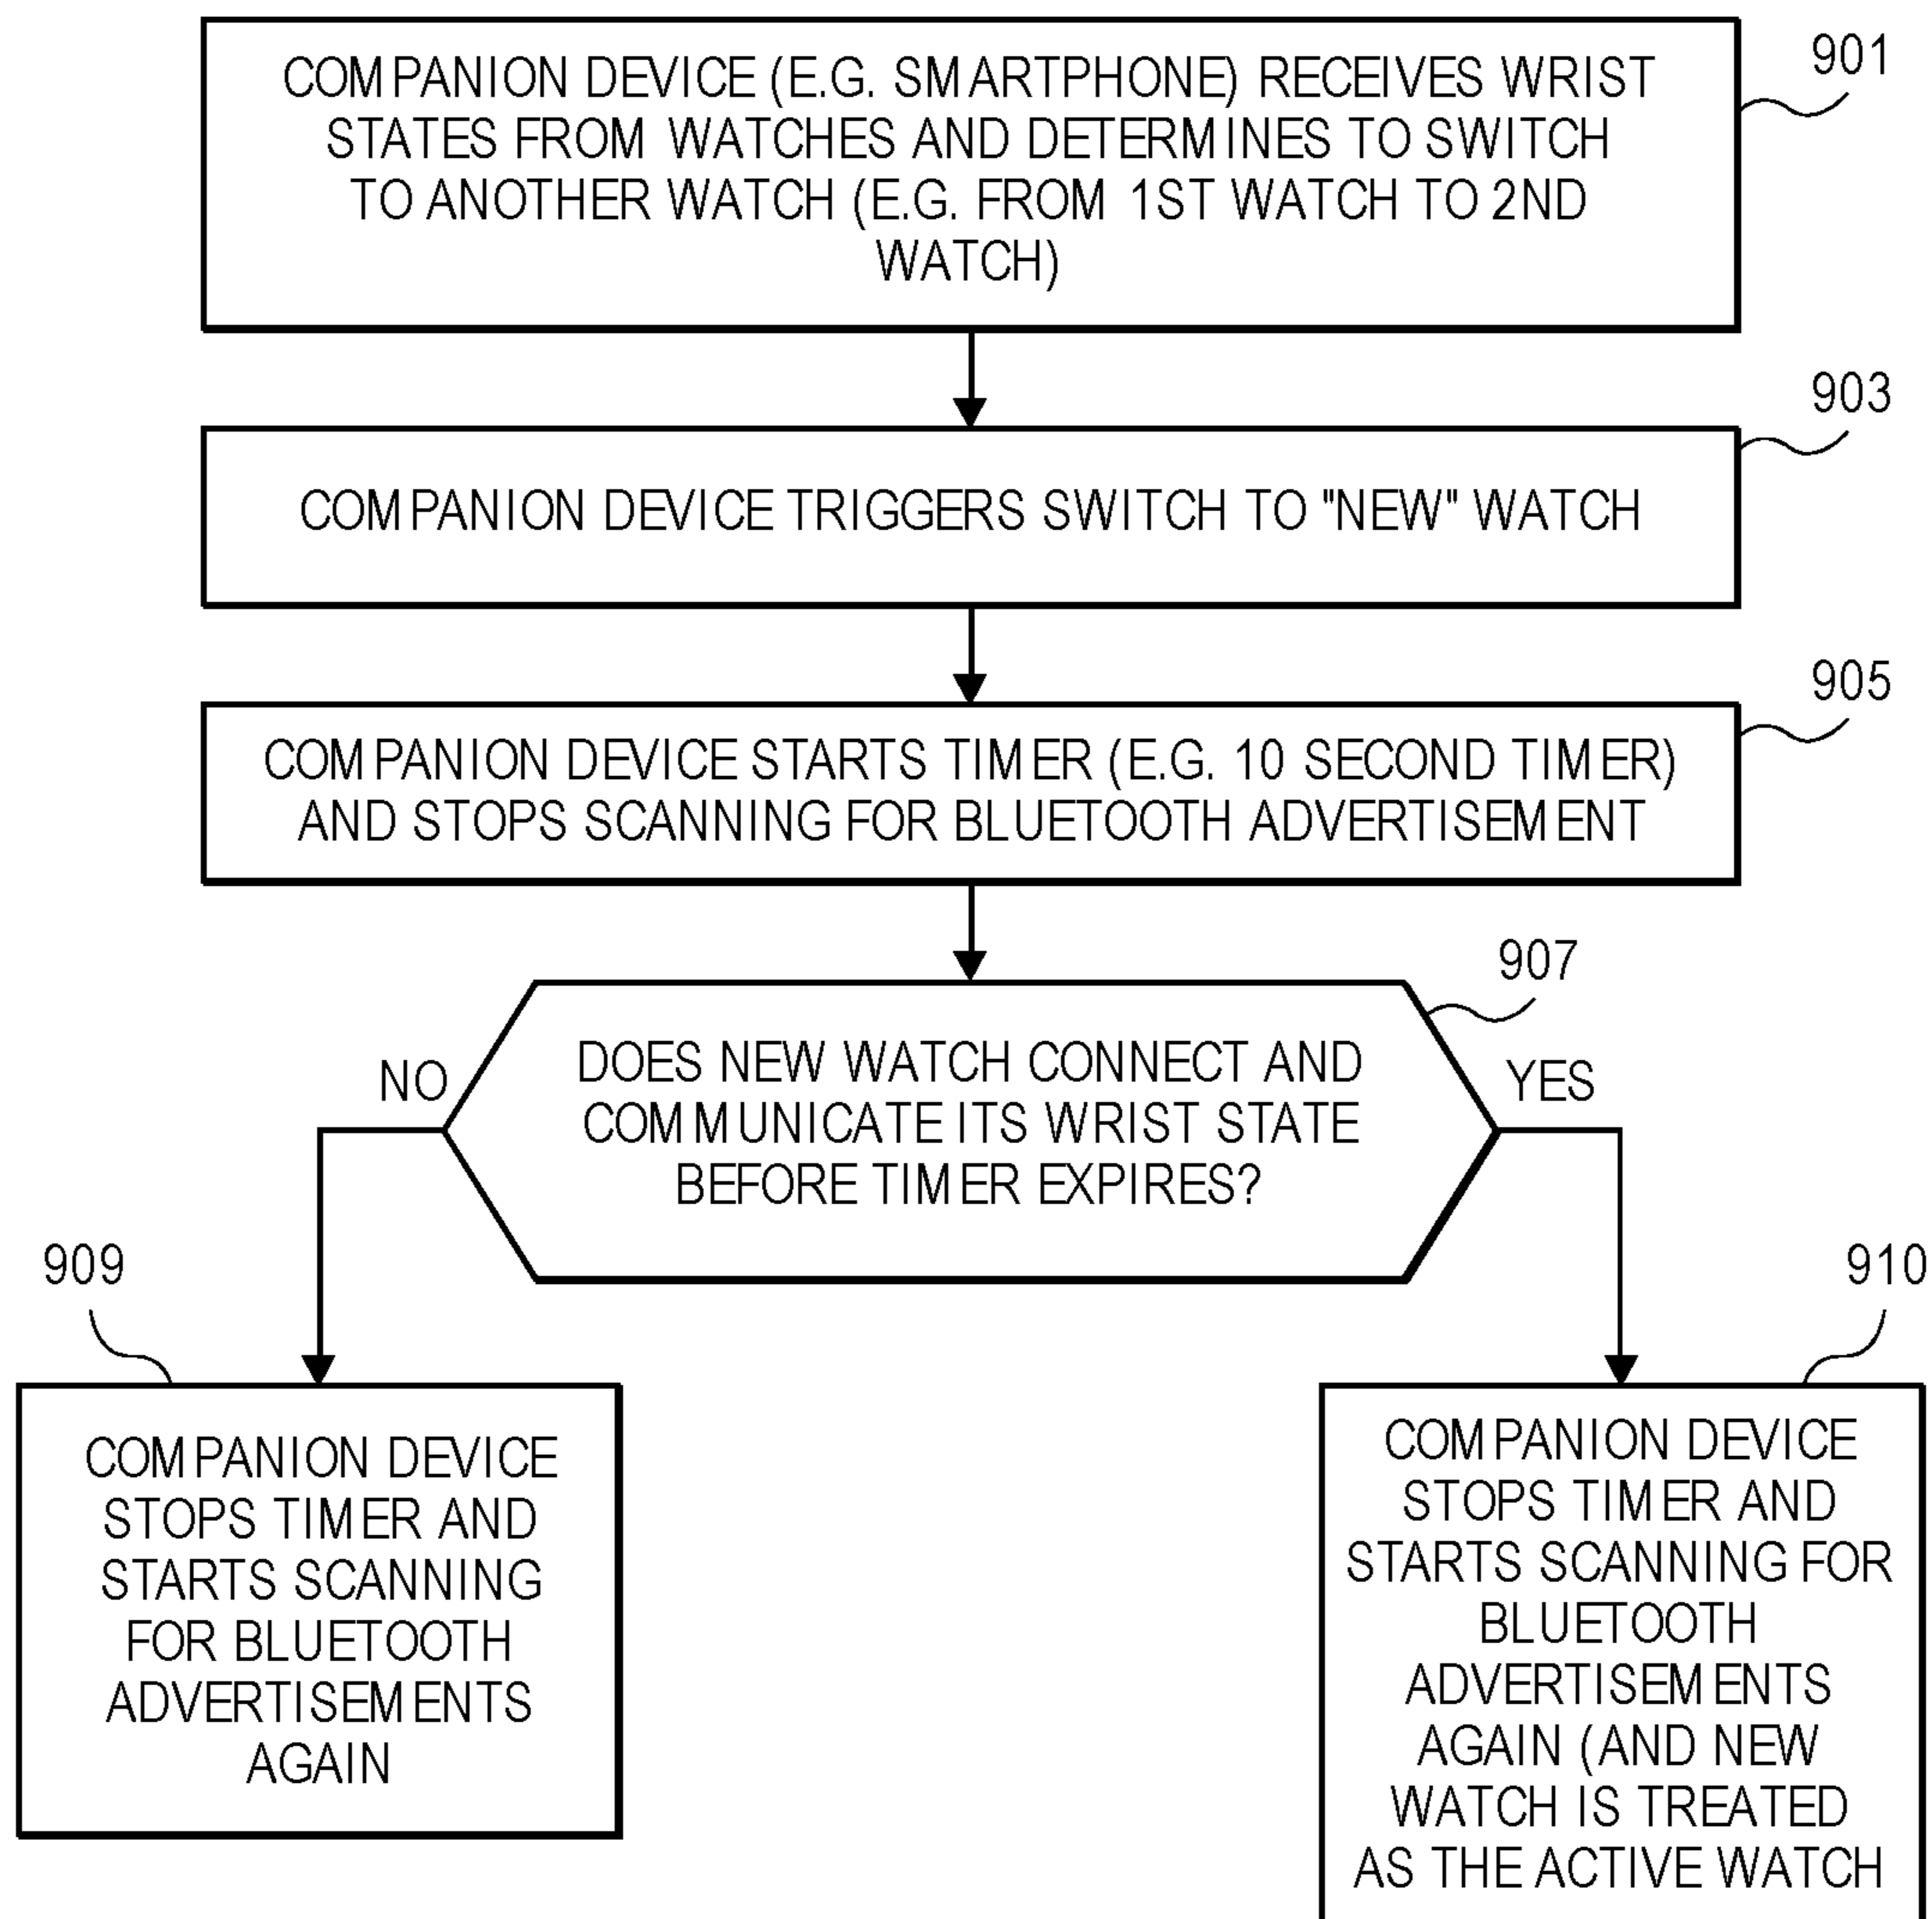 COMPANION DEVICE (E.G. SMARTPHONE) RECEIVES WRIST
STATES FROM WATCHES AND DETERMINES TO SWITCH
TO ANOTHER WATCH (E.G. FROM 1ST WATCH TO 2ND
WATCH)
901
COMPANION DEVICE TRIGGERS SWITCH TO "NEW" WATCH
903
COMPANION DEVICE STARTS TIMER (E.G. 10 SECOND TIMER)
AND STOPS SCANNING FOR BLUETOOTH ADVERTISEMENT
905
DOES NEW WATCH CONNECT AND
COMMUNICATE ITS WRIST STATE
BEFORE TIMER EXPIRES?
907
NO
YES
909
COMPANION DEVICE
STOPS TIMER AND
STARTS SCANNING
FOR BLUETOOTH
ADVERTISEMENTS
AGAIN
910
COMPANION DEVICE
STOPS TIMER AND
STARTS SCANNING FOR
BLUETOOTH
ADVERTISEMENTS
AGAIN (AND NEW
WATCH IS TREATED
AS THE ACTIVE WATCH